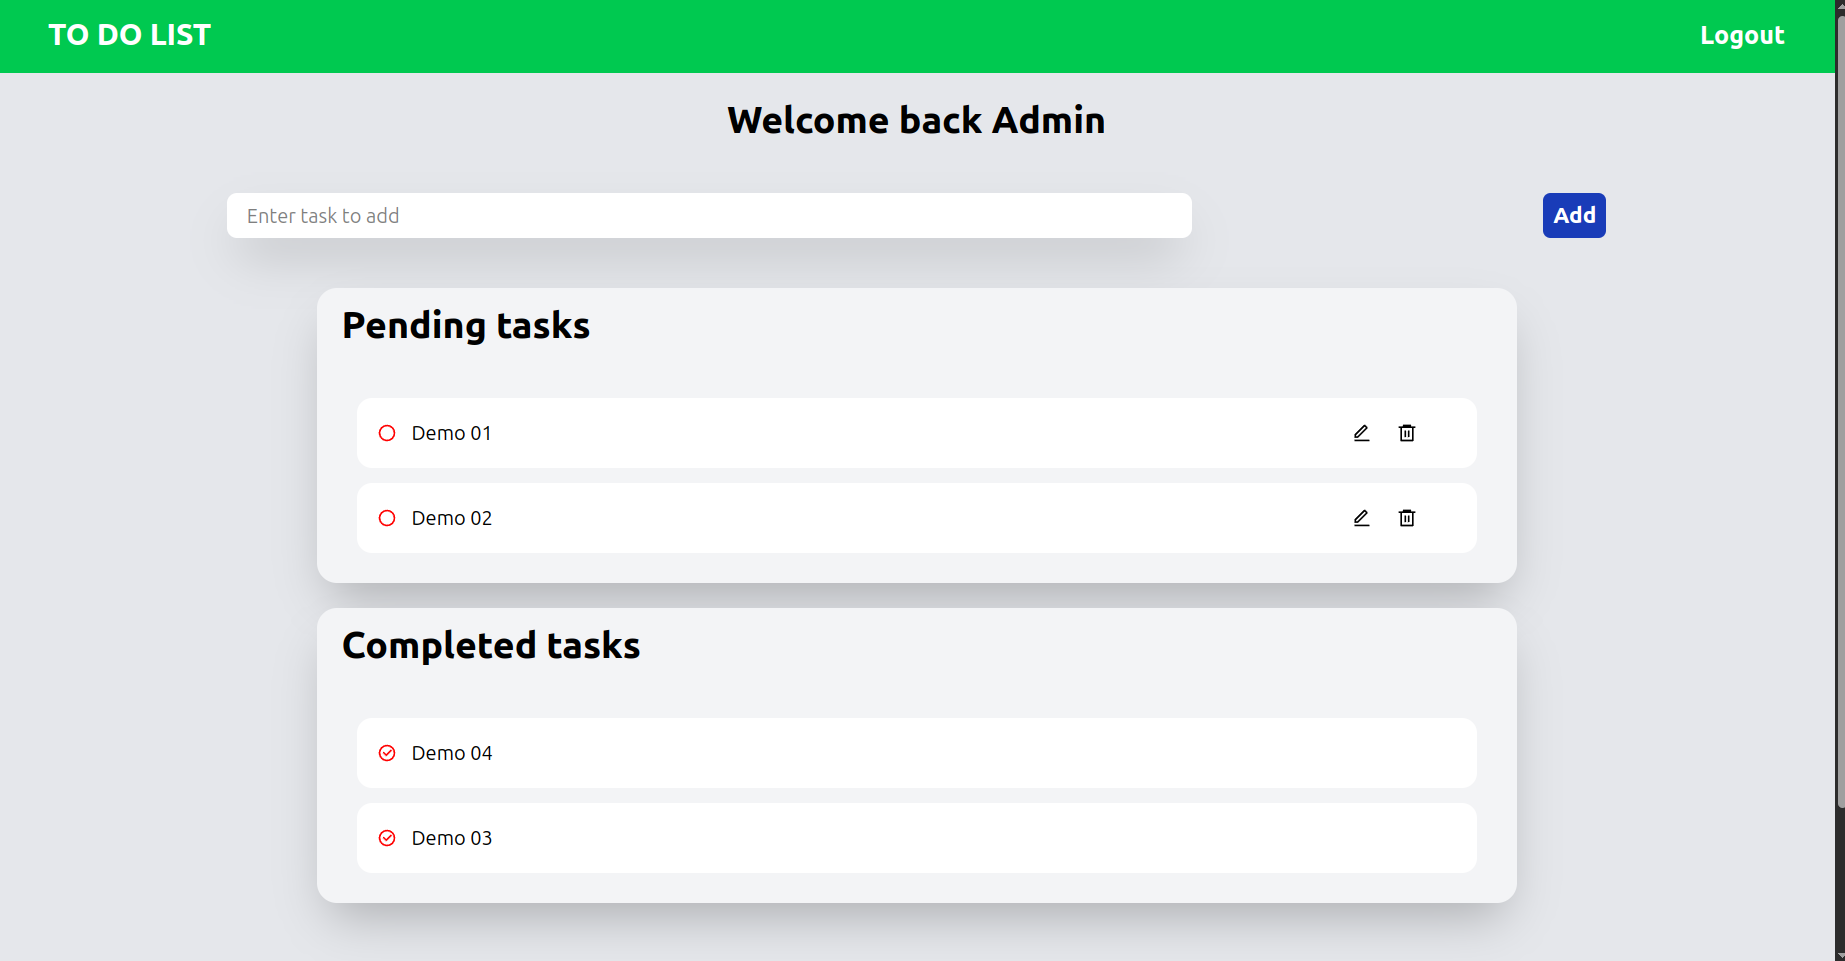 TO DO LIST
Logout
Welcome back Admin
Enter task to add
Add
Pending tasks
Demo 01
Demo 02
Completed tasks
Demo 04
Demo 03